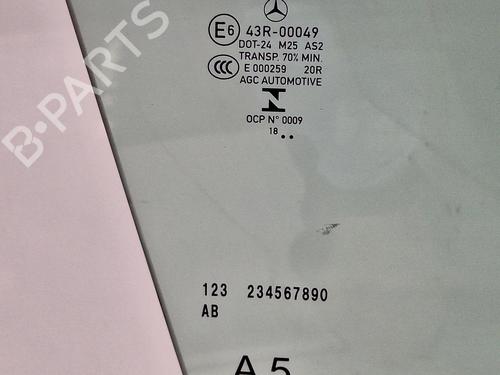 E6 43R-00049
DOT-24 M25 AS2
TRANSP. 70% MIN.
CCC E 000259 20R
AGC AUTOMOTIVE
N
OCP N° 0009
18 ..
123 234567890
AB
A 5
B-PARTS